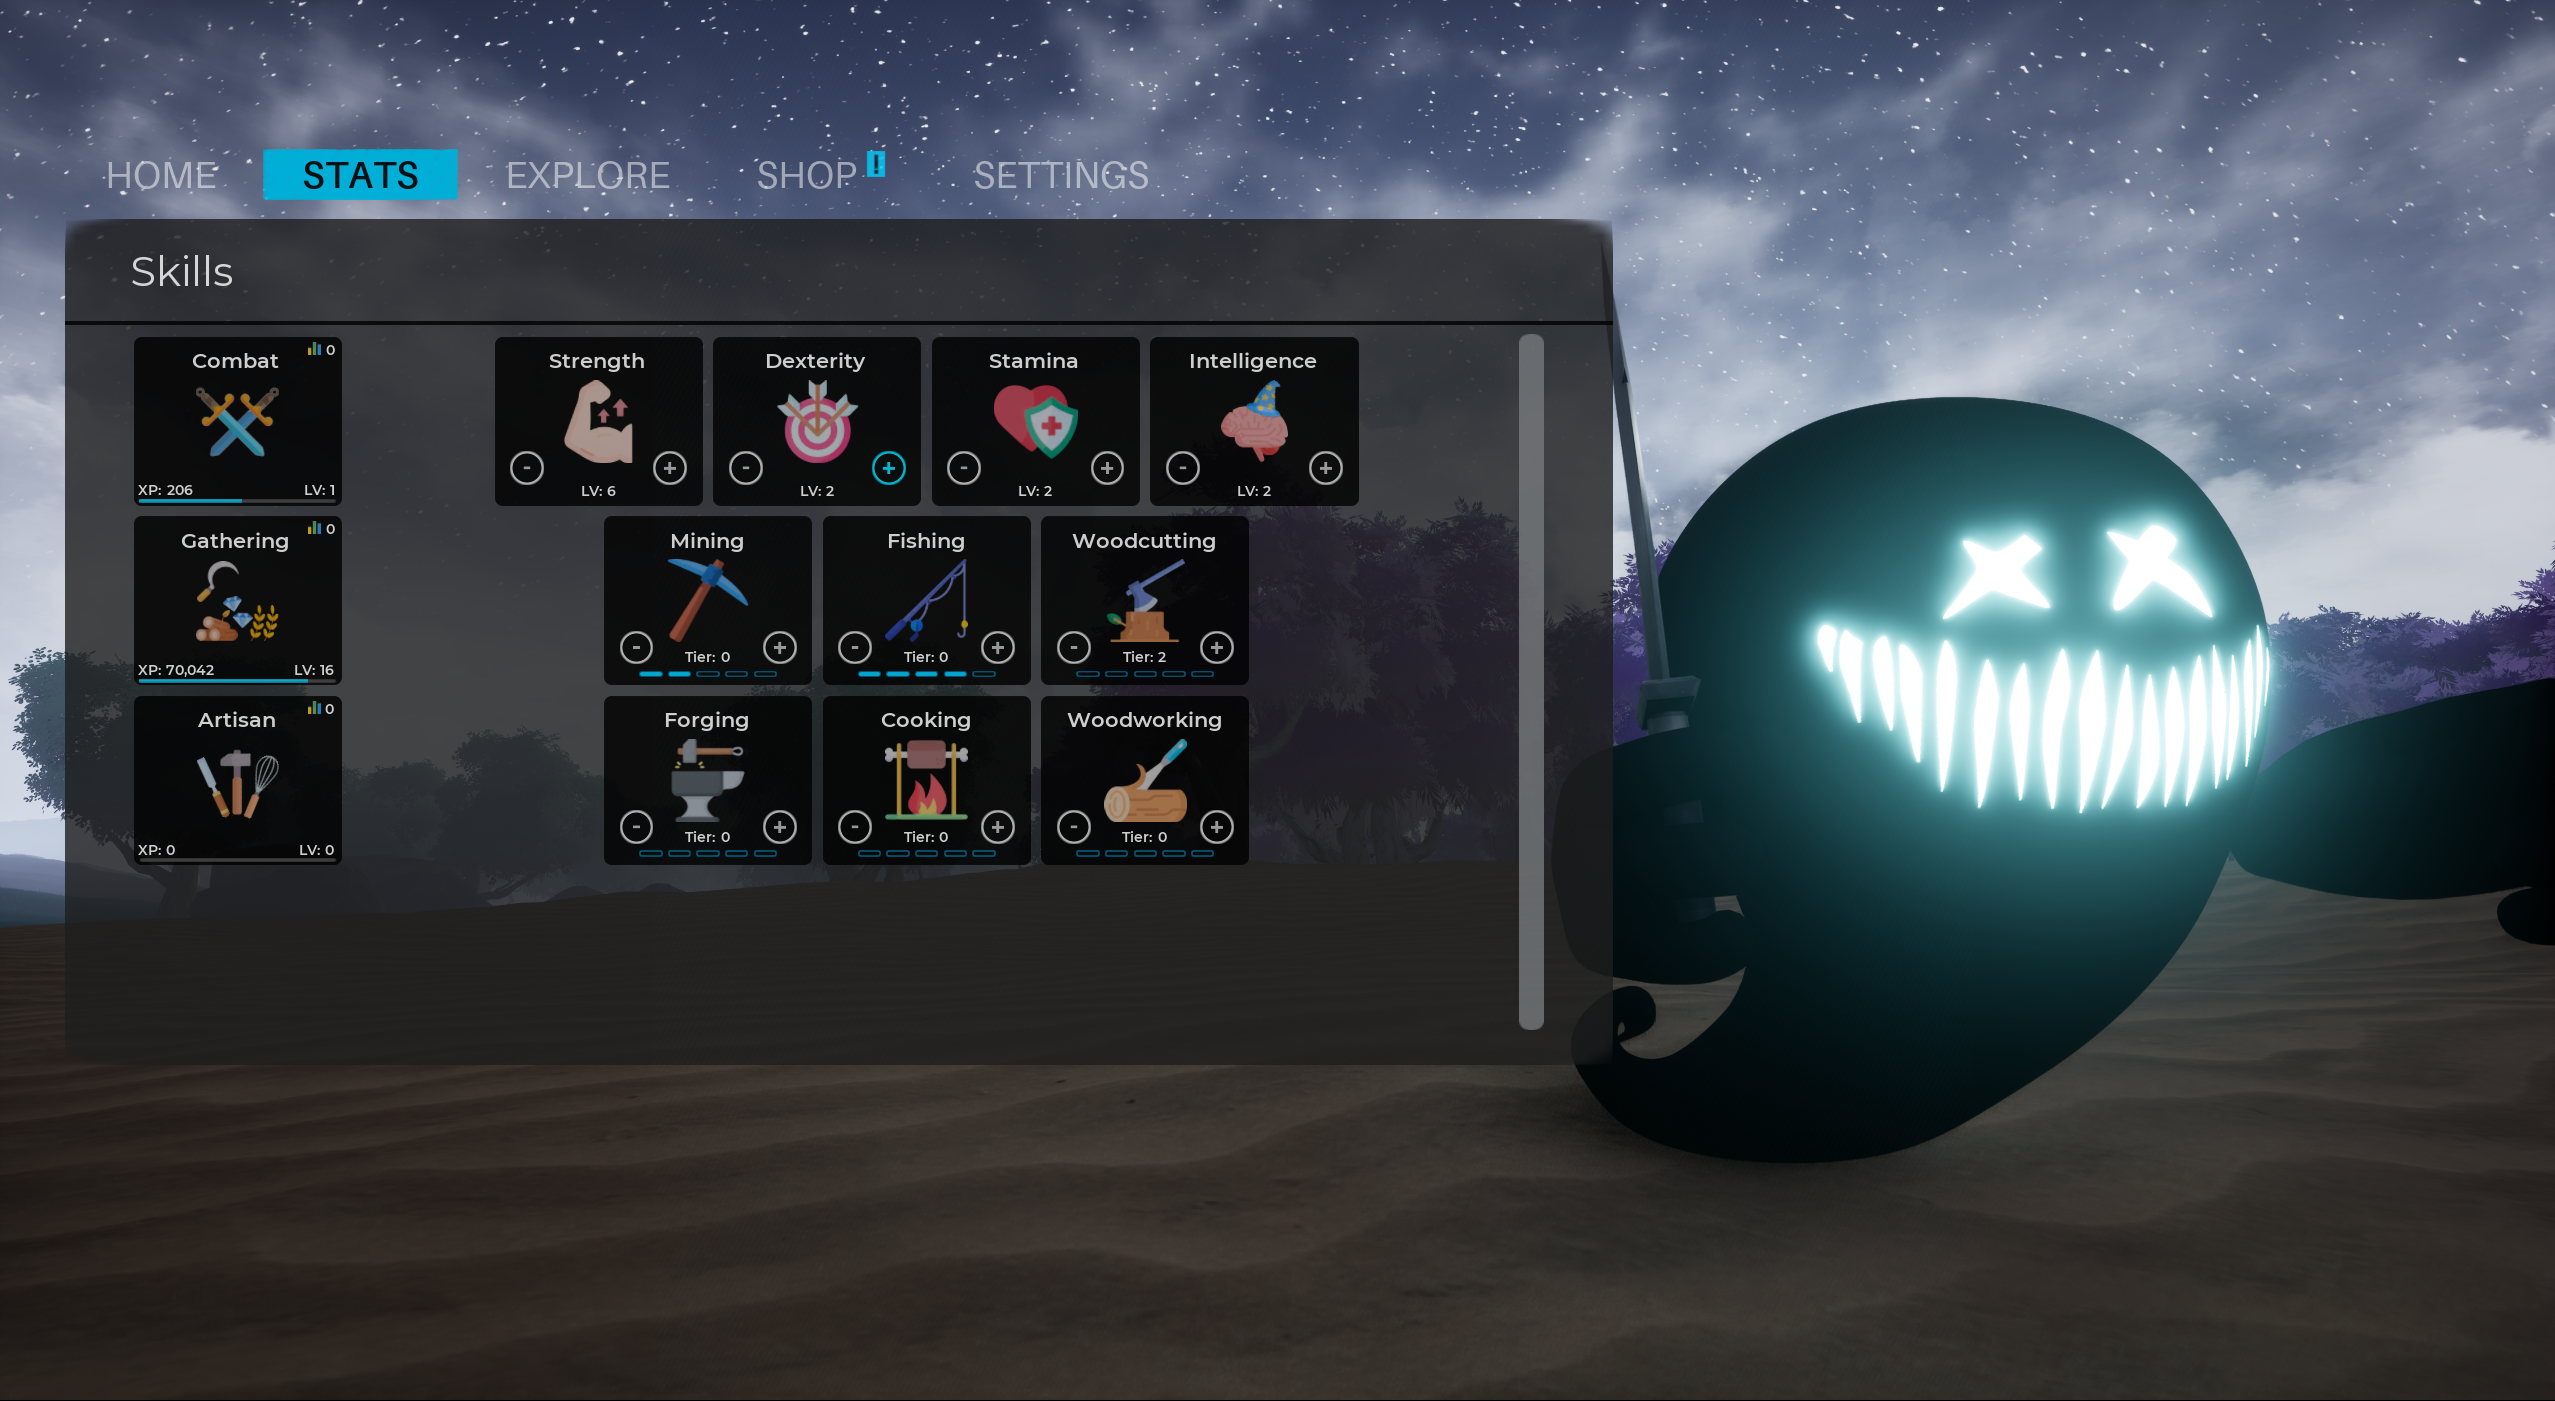 HOME STATS EXPLORE SHOP ! SETTINGS
Skills
0
Combat
XP: 206 LV: 1
Strength
- +
LV: 6
Dexterity
- +
LV: 2
Stamina
- +
LV: 2
Intelligence
- +
LV: 2
0
Gathering
XP: 70,042 LV: 16
Mining
- +
Tier: 0
Fishing
- +
Tier: 0
Woodcutting
- +
Tier: 2
0
Artisan
XP: 0 LV: 0
Forging
- +
Tier: 0
Cooking
- +
Tier: 0
Woodworking
- +
Tier: 0